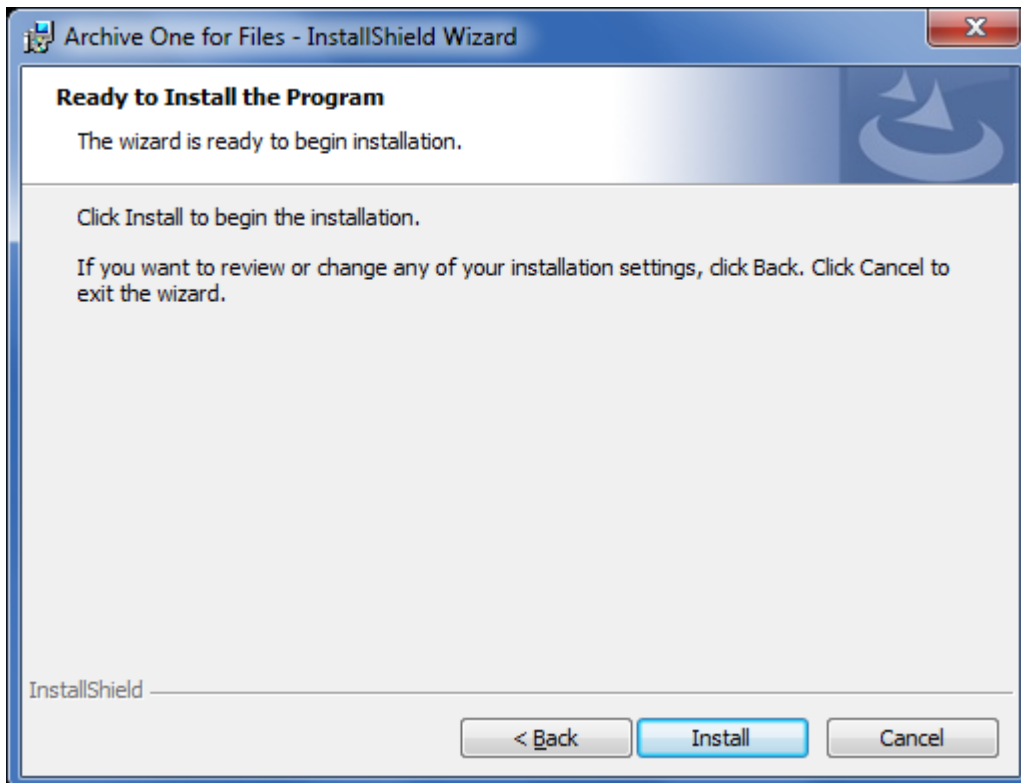 Archive One for Files - InstallShield Wizard
Ready to Install the Program
The wizard is ready to begin installation.
Click Install to begin the installation.
If you want to review or change any of your installation settings, click Back. Click Cancel to
exit the wizard.
InstallShield
< Back
Install
Cancel